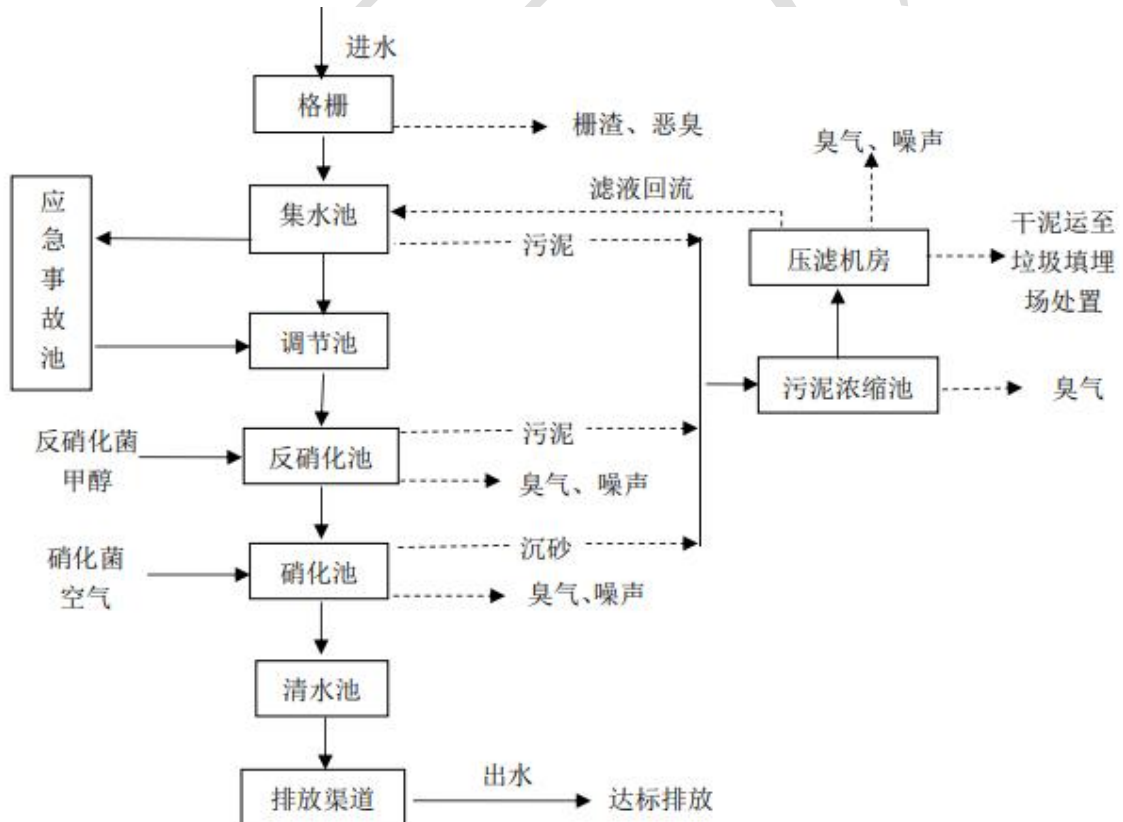 进水
格栅
栅渣、恶臭
臭气、噪声
应
急
事
故
池
集水池
滤液回流
污泥
压滤机房
干泥运至
垃圾填埋
场处置
调节池
污泥浓缩池
臭气
反硝化菌
甲醇
反硝化池
污泥
臭气、噪声
硝化菌
空气
硝化池
沉砂
臭气、噪声
清水池
排放渠道
出水
达标排放